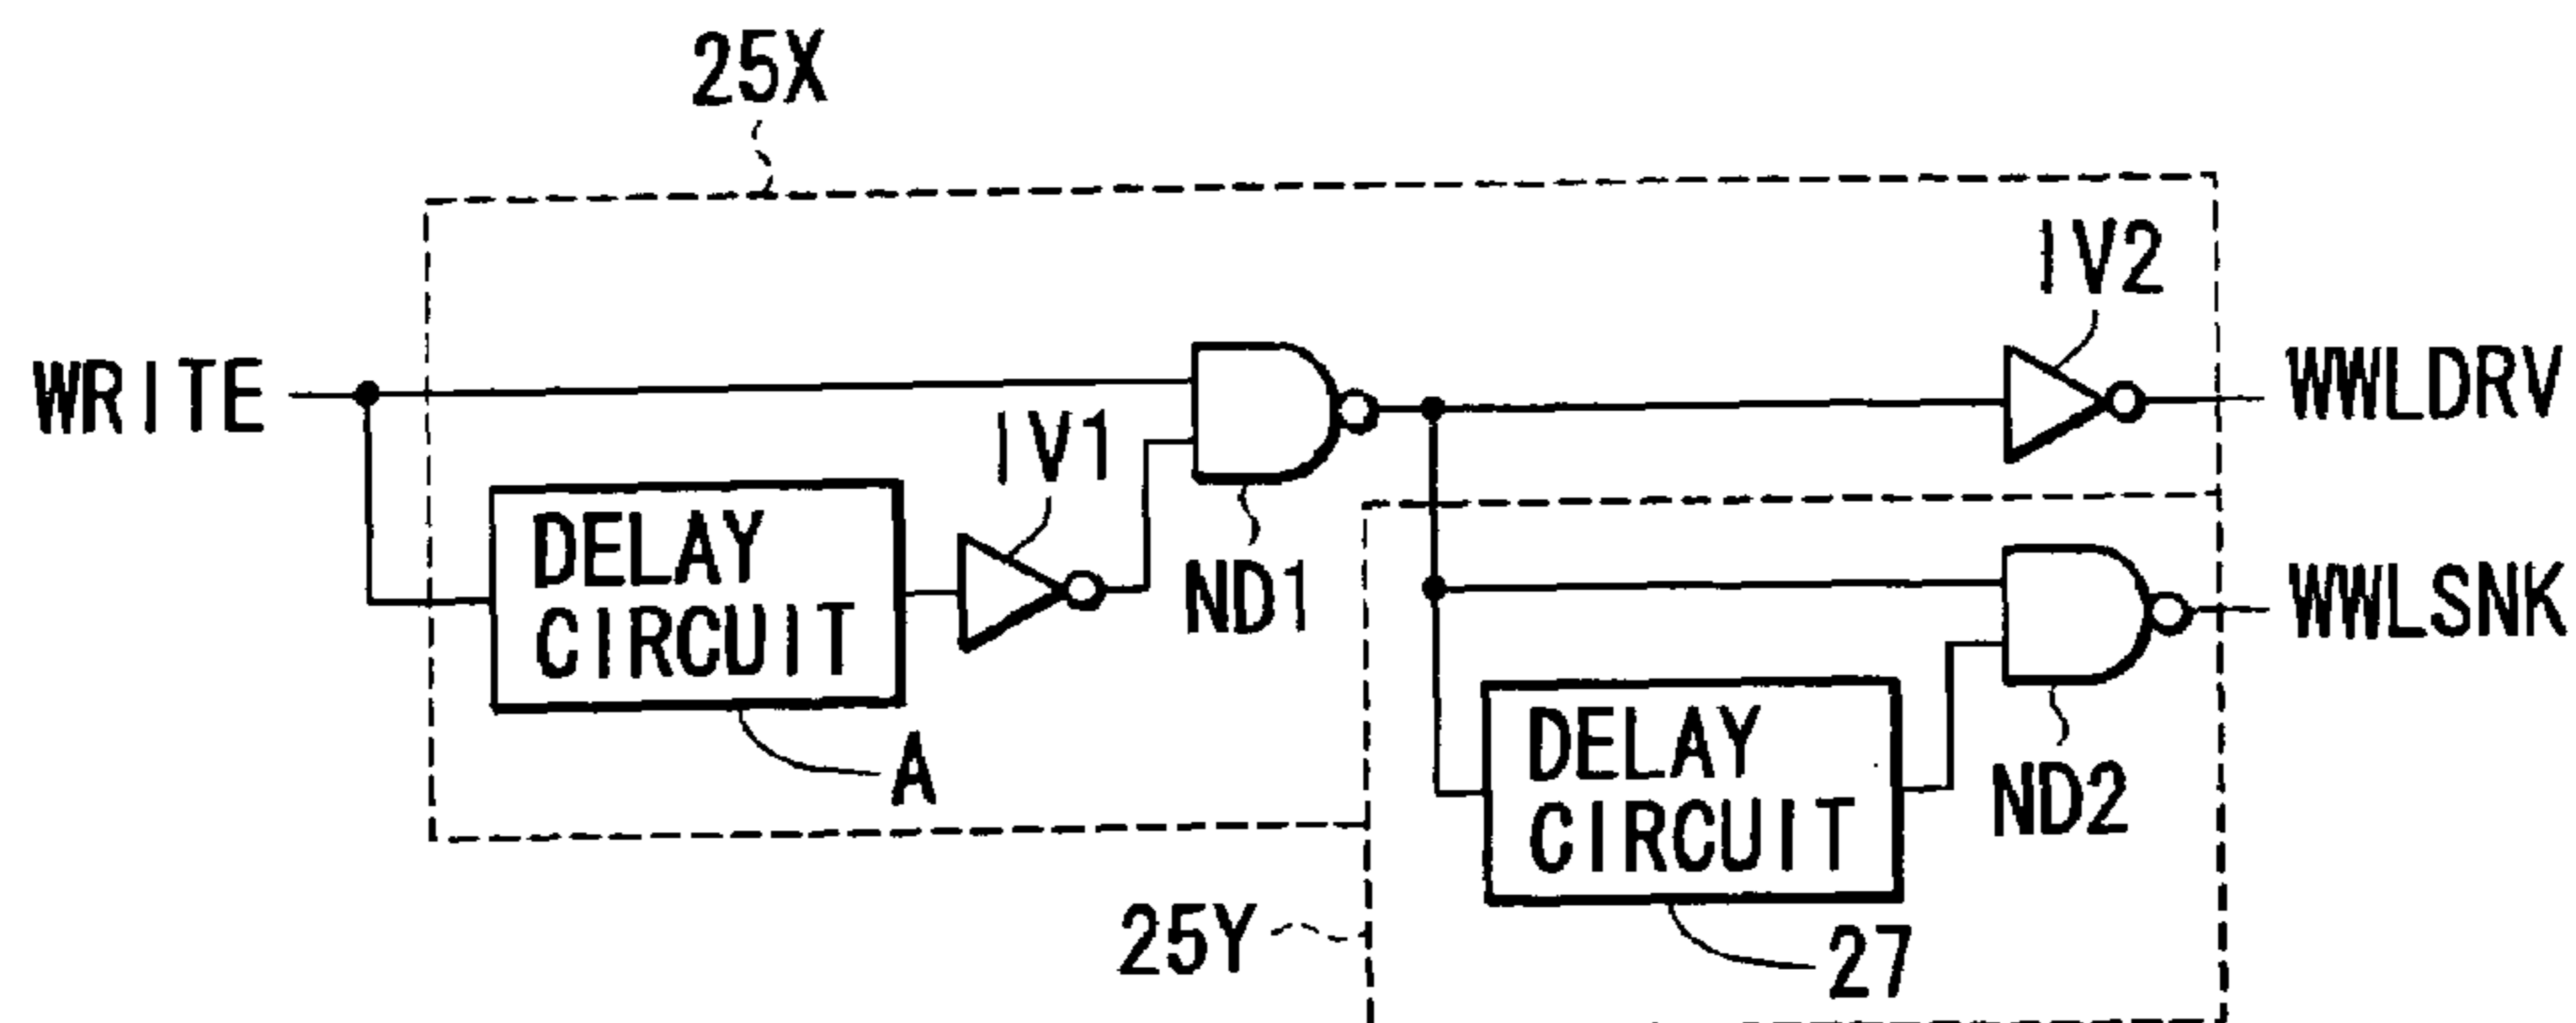 25X
IV2
WRITE
WWLDRV
IV1
DELAY
CIRCUIT
ND1
WWLSNK
A
DELAY
CIRCUIT
ND2
25Y
27